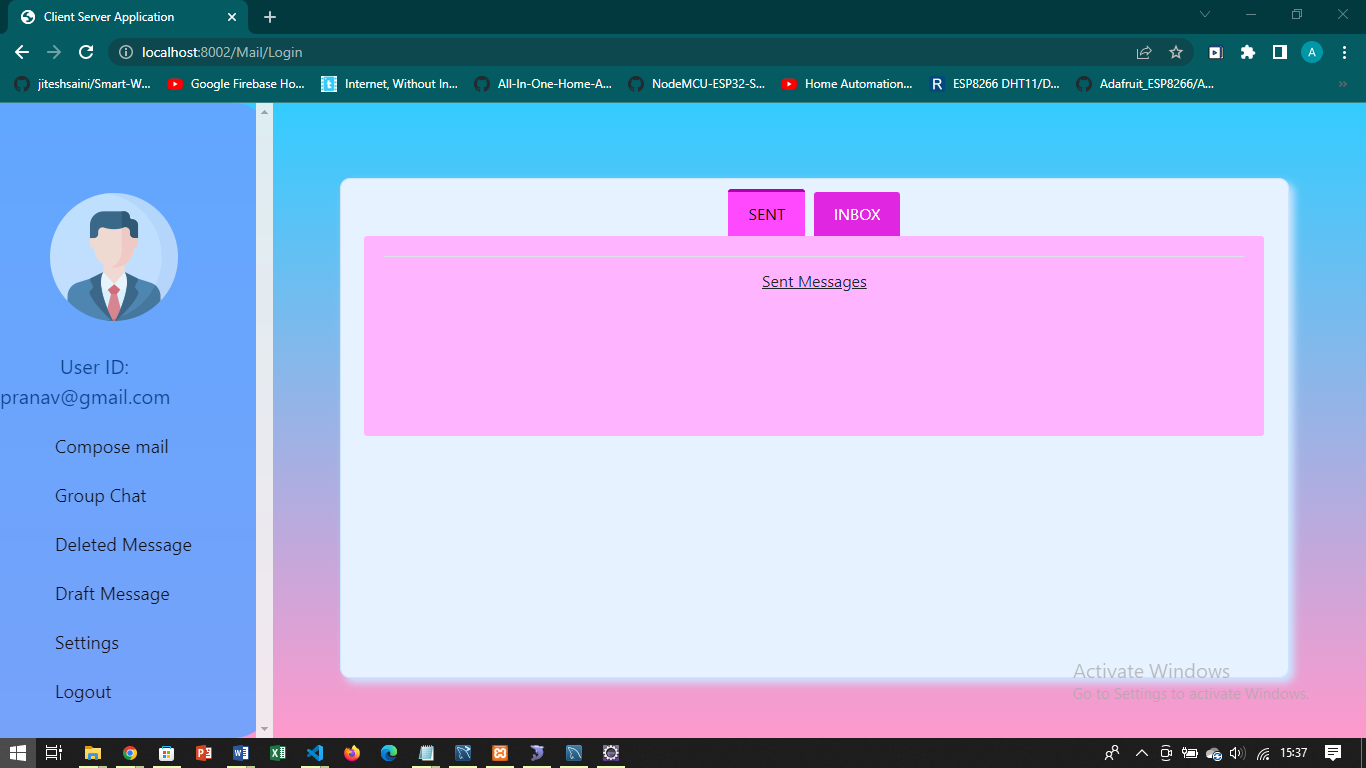 Client Server Application
localhost:8002/Mail/Login
A
jiteshsaini/Smart-W...
Google Firebase Ho...
Internet, Without In...
All-In-One-Home-A...
NodeMCU-ESP32-S...
Home Automation...
R
ESP8266 DHT11/D...
Adafruit_ESP8266/A...
»
SENT
INBOX
Sent Messages
User ID:
pranav@gmail.com
Compose mail
Group Chat
Deleted Message
Draft Message
Settings
Logout
Activate Windows
Go to Settings to activate Windows.
15:37